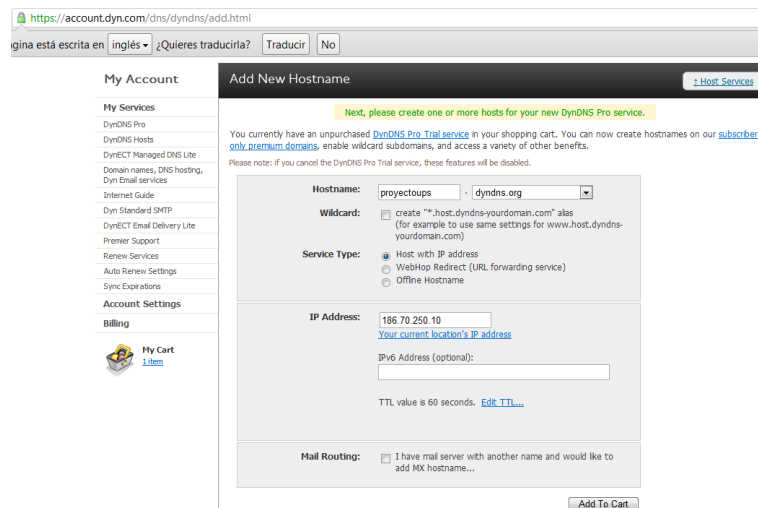 https://account.dyn.com/dns/dyndns/add.html
gina está escrita en inglés ¿Quieres traducirla? Traducir No
My Account
My Services
DynDNS Pro
DynDNS Hosts
DynECT Managed DNS Lite
Domain names, DNS hosting,
Dyn Email services
Internet Guide
Dyn Standard SMTP
DynECT Email Delivery Lite
Premier Support
Renew Services
Auto Renew Settings
Sync Expirations
Account Settings
Billing
My Cart
1 item
Add New Hostname
↑ Host Services
Next, please create one or more hosts for your new DynDNS Pro service.
You currently have an unpurchased DynDNS Pro Trial service in your shopping cart. You can now create hostnames on our subscriber
only premium domains, enable wildcard subdomains, and access a variety of other benefits.
Please note: if you cancel the DynDNS Pro Trial service, these features will be disabled.
Hostname: proyectoups . dyndns.org
Wildcard: create "*.host.dyndns-yourdomain.com" alias
(for example to use same settings for www.host.dyndns-
yourdomain.com)
Service Type: Host with IP address
WebHop Redirect (URL forwarding service)
Offline Hostname
IP Address: 186.70.250.10
Your current location's IP address
IPv6 Address (optional):
TTL value is 60 seconds. Edit TTL...
Mail Routing: I have mail server with another name and would like to
add MX hostname...
Add To Cart